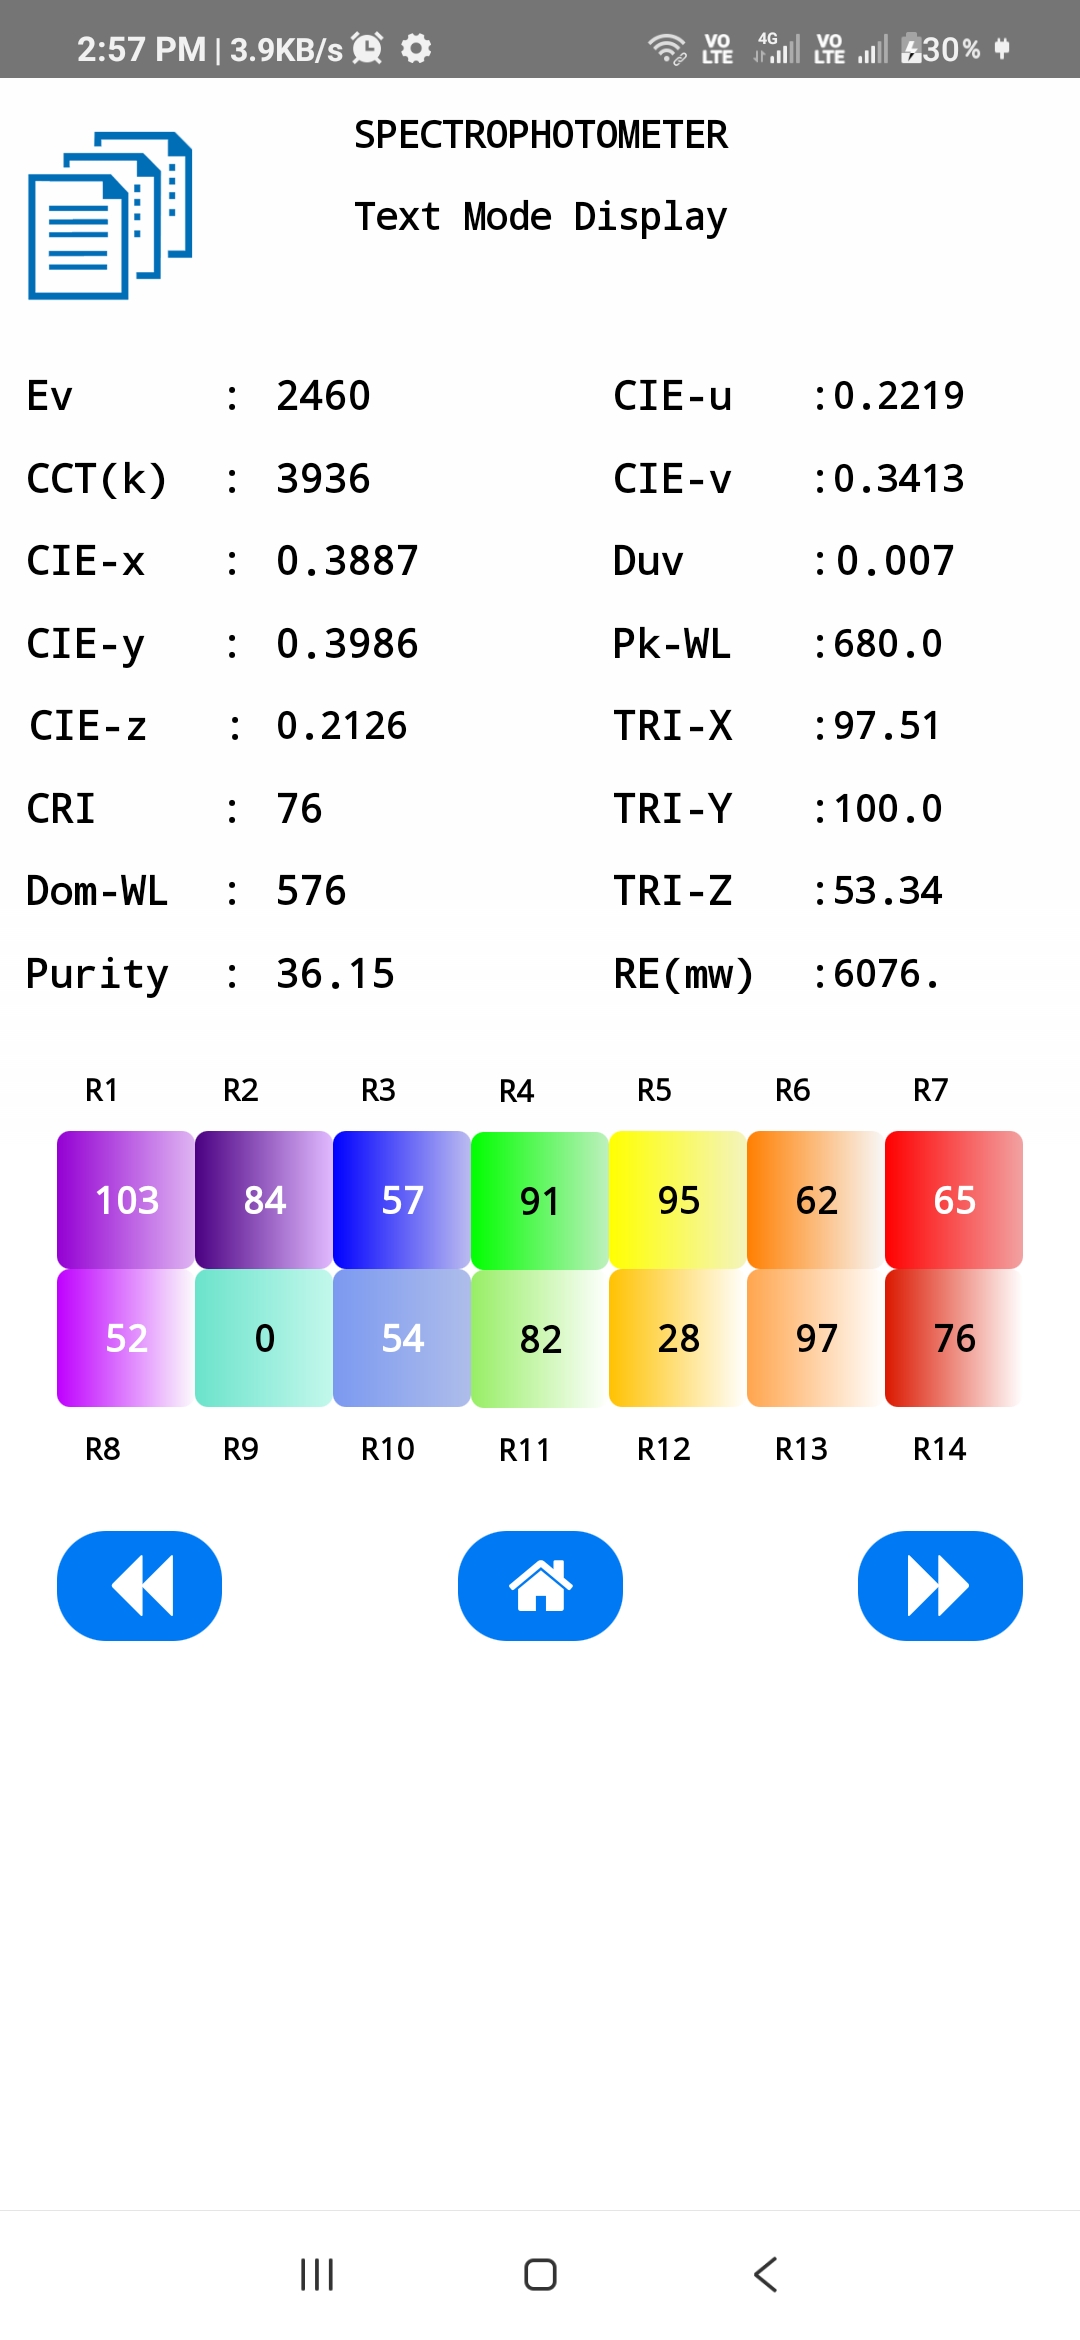 2:57 PM | 3.9KB/s VO LTE 4G VO LTE 30%
SPECTROPHOTOMETER
Text Mode Display
Ev : 2460 CIE-u :0.2219
CCT(k) : 3936 CIE-v :0.3413
CIE-x : 0.3887 Duv :0.007
CIE-y : 0.3986 Pk-WL :680.0
CIE-z : 0.2126 TRI-X :97.51
CRI : 76 TRI-Y :100.0
Dom-WL : 576 TRI-Z :53.34
Purity : 36.15 RE(mw) :6076.
R1 R2 R3 R4 R5 R6 R7
103 84 57 91 95 62 65
52 0 54 82 28 97 76
R8 R9 R10 R11 R12 R13 R14